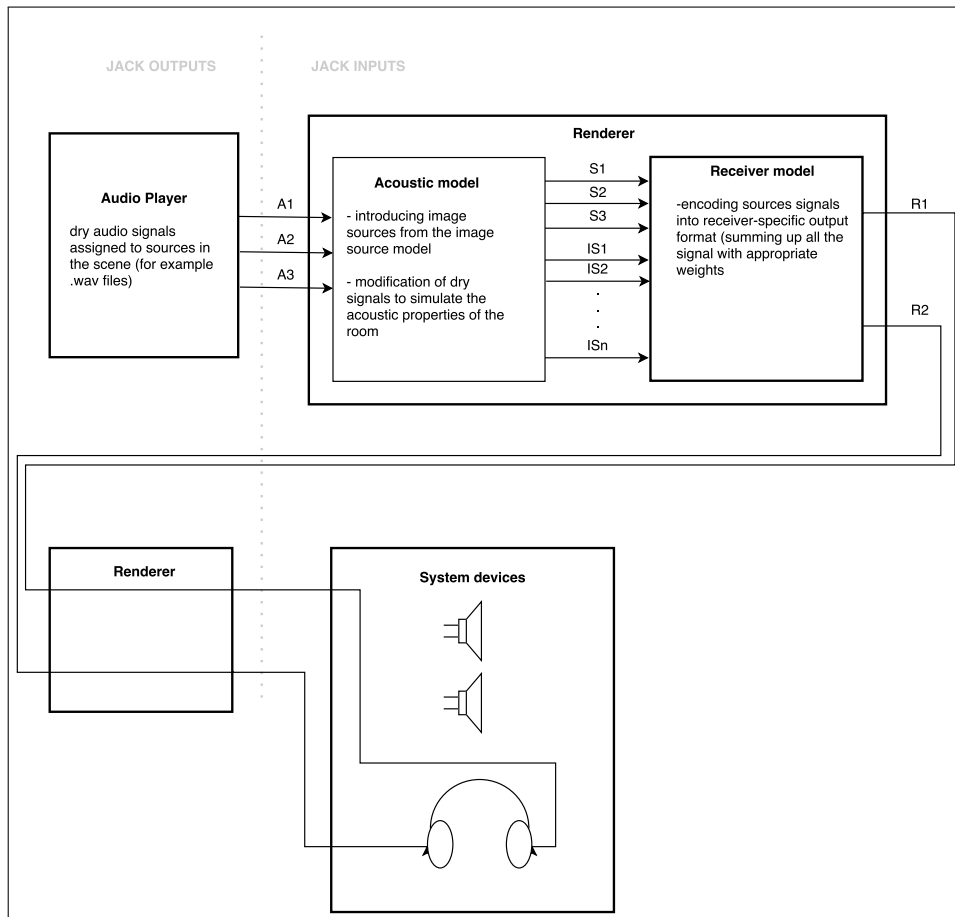 JACK OUTPUTS
JACK INPUTS
Audio Player
dry audio signals
assigned to sources in
the scene (for example
.wav files)
A1
A2
A3
Renderer
Acoustic model
- introducing image
sources from the image
source model
- modification of dry
signals to simulate the
acoustic properties of the
room
S1
S2
S3
IS1
IS2
.
.
.
ISn
Receiver model
-encoding sources signals
into receiver-specific output
format (summing up all the
signal with appropriate
weights
R1
R2
Renderer
System devices